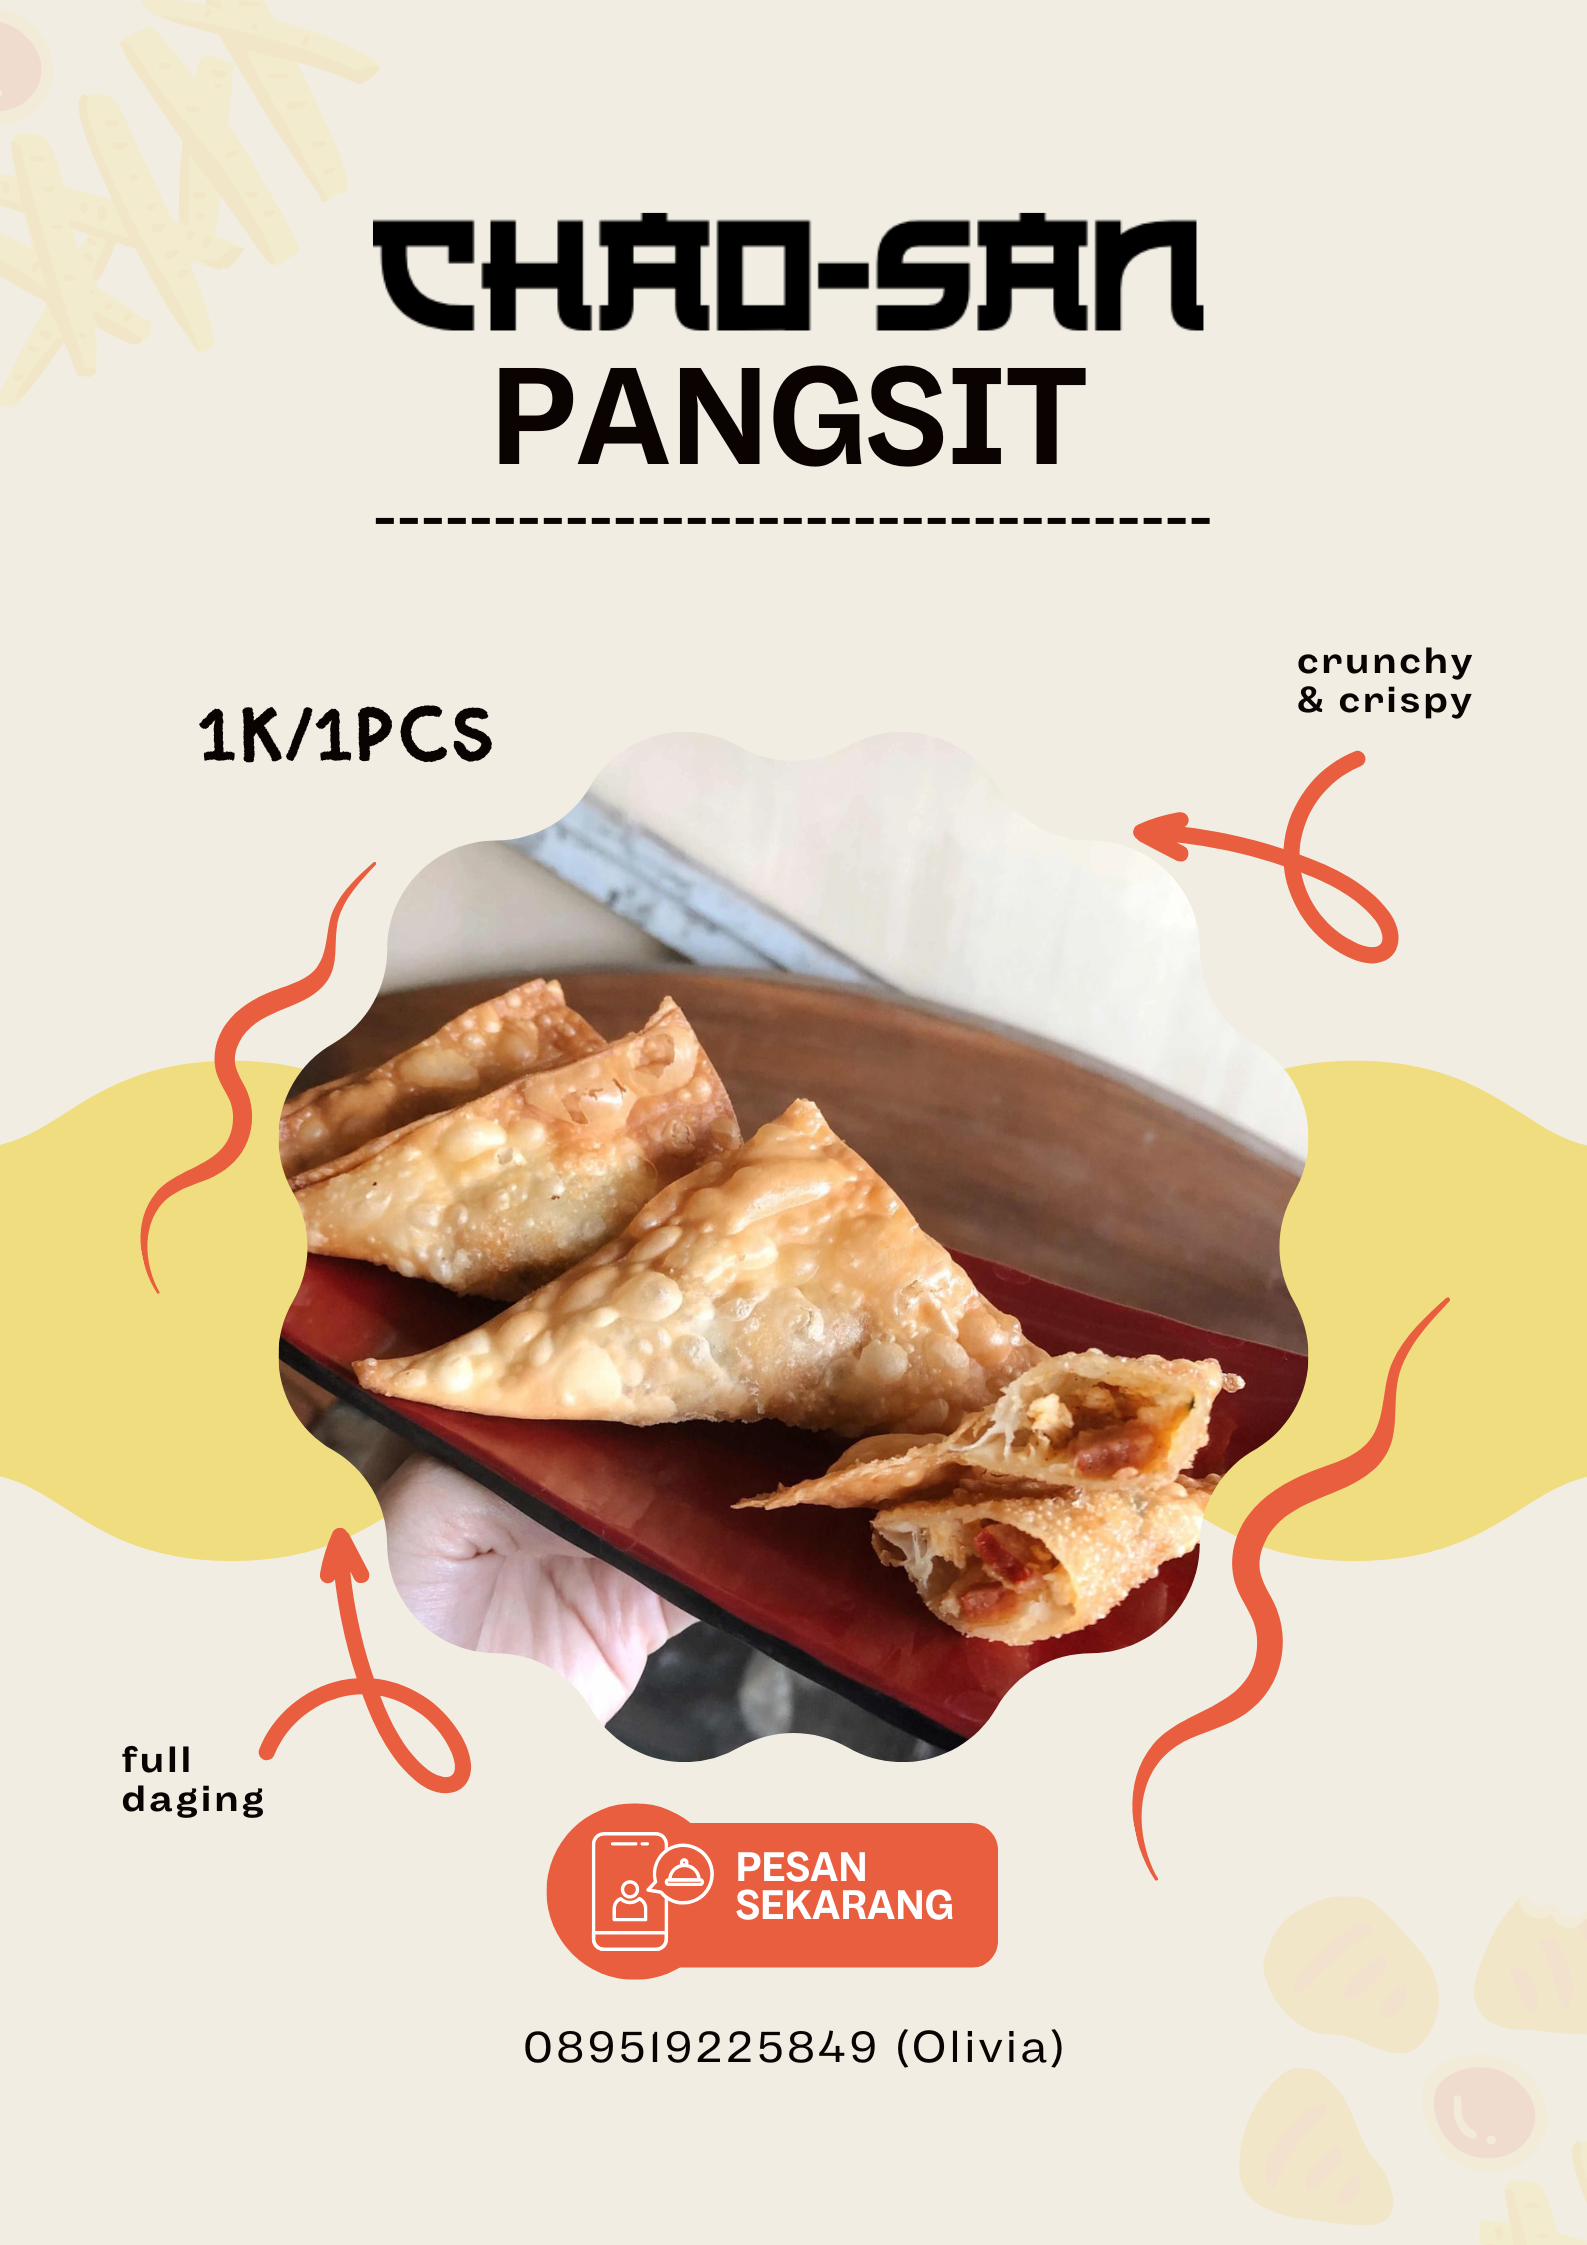 CHAO-SAN
PANGSIT
-----------------------------------
crunchy
& crispy
1K/1PCS
full
daging
PESAN
SEKARANG
089519225849 (Olivia)